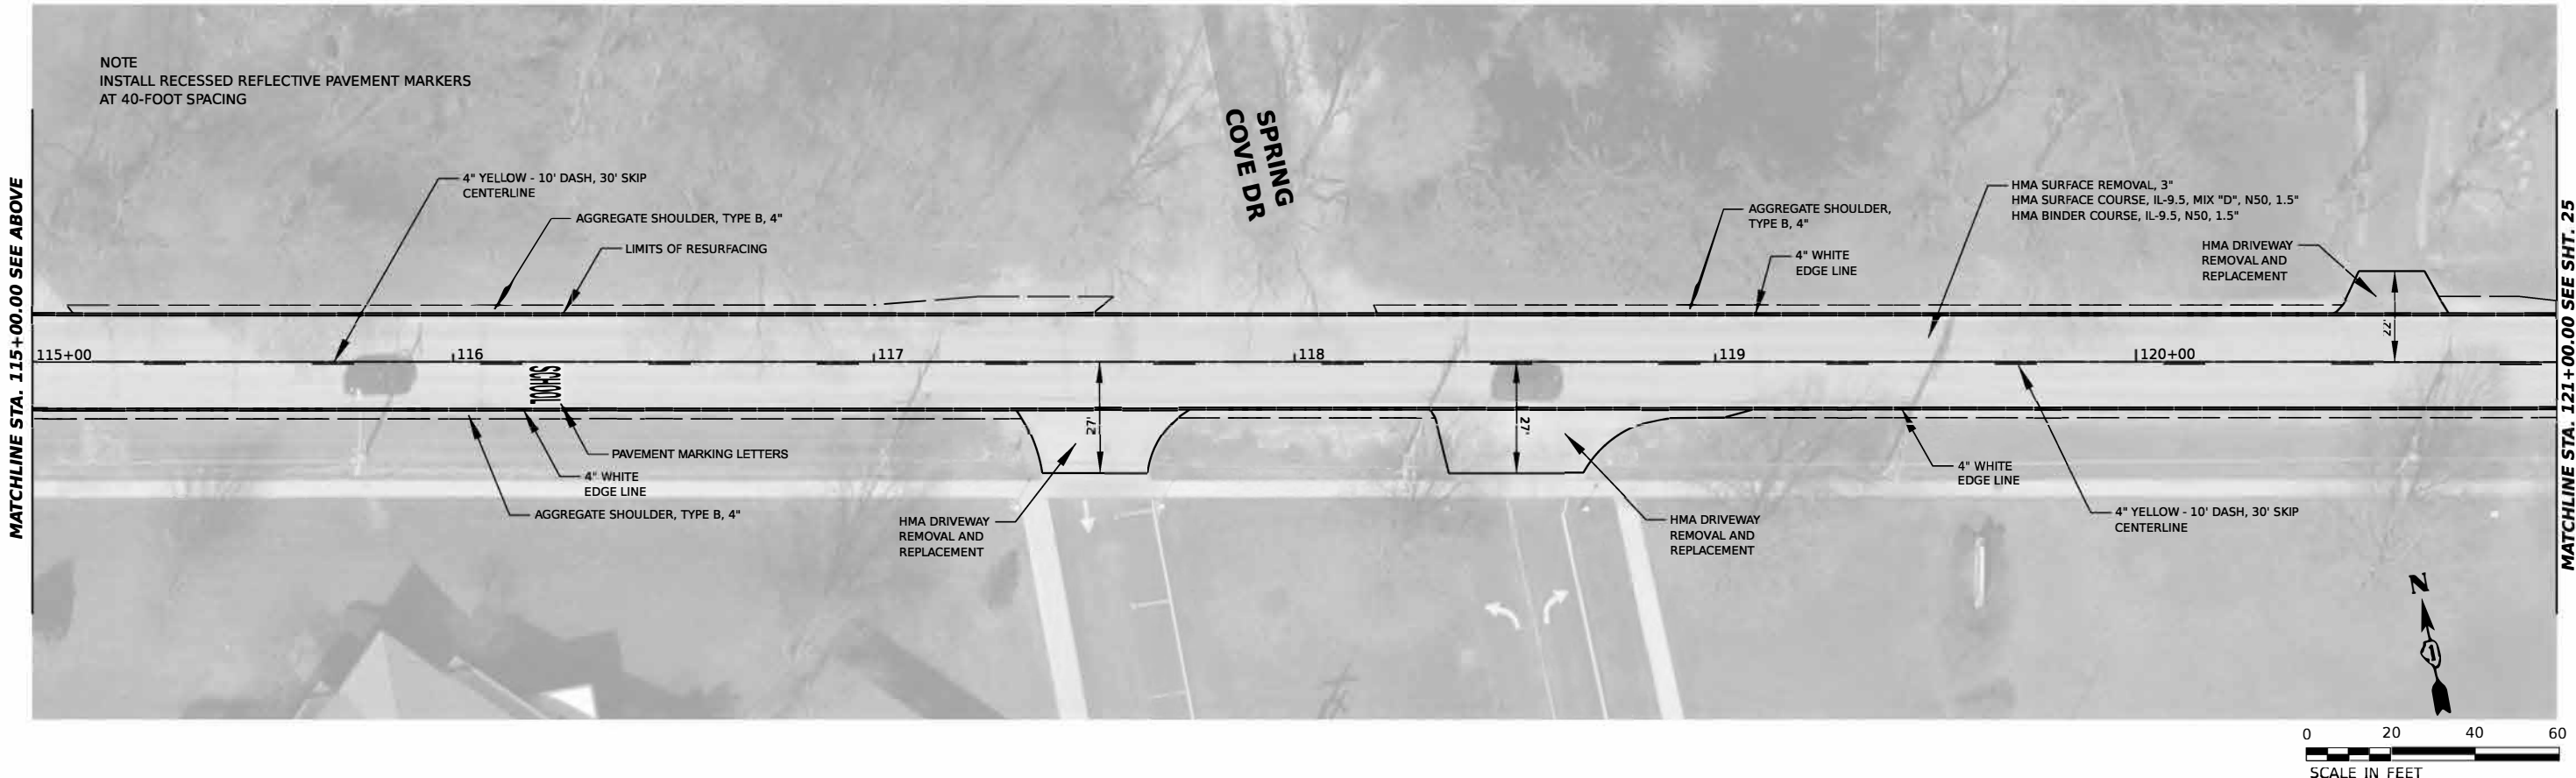 NOTE
INSTALL RECESSED REFLECTIVE PAVEMENT MARKERS
AT 40-FOOT SPACING
MATCHLINE STA. 115+00.00 SEE ABOVE
4" YELLOW - 10' DASH, 30' SKIP
CENTERLINE
AGGREGATE SHOULDER, TYPE B, 4"
LIMITS OF RESURFACING
SPRING
COVE DR
AGGREGATE SHOULDER,
TYPE B, 4"
4" WHITE
EDGE LINE
HMA SURFACE REMOVAL, 3"
HMA SURFACE COURSE, IL-9.5, MIX "D", N50, 1.5"
HMA BINDER COURSE, IL-9.5, N50, 1.5"
HMA DRIVEWAY
REMOVAL AND
REPLACEMENT
22'
115+00
116
117
118
119
120+00
SCHOOL
27'
27'
PAVEMENT MARKING LETTERS
4" WHITE
EDGE LINE
AGGREGATE SHOULDER, TYPE B, 4"
HMA DRIVEWAY
REMOVAL AND
REPLACEMENT
HMA DRIVEWAY
REMOVAL AND
REPLACEMENT
4" WHITE
EDGE LINE
4" YELLOW - 10' DASH, 30' SKIP
CENTERLINE
MATCHLINE STA. 121+00.00 SEE SHT. 25
N
1
0 20 40 60
SCALE IN FEET